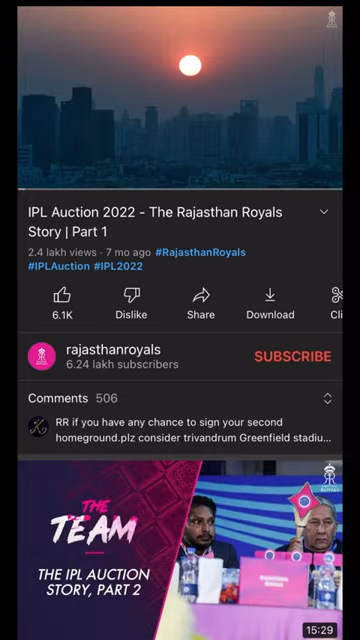 IPL Auction 2022 - The Rajasthan Royals
Story | Part 1
2.4 lakh views · 7 mo ago #RajasthanRoyals
#IPLAuction #IPL2022
6.1K Dislike Share Download Cli
rajasthanroyals
6.24 lakh subscribers
SUBSCRIBE
Comments 506
RR if you have any chance to sign your second
homeground.plz consider trivandrum Greenfield stadiu...
THE
TEAM
THE IPL AUCTION
STORY, PART 2
15:29